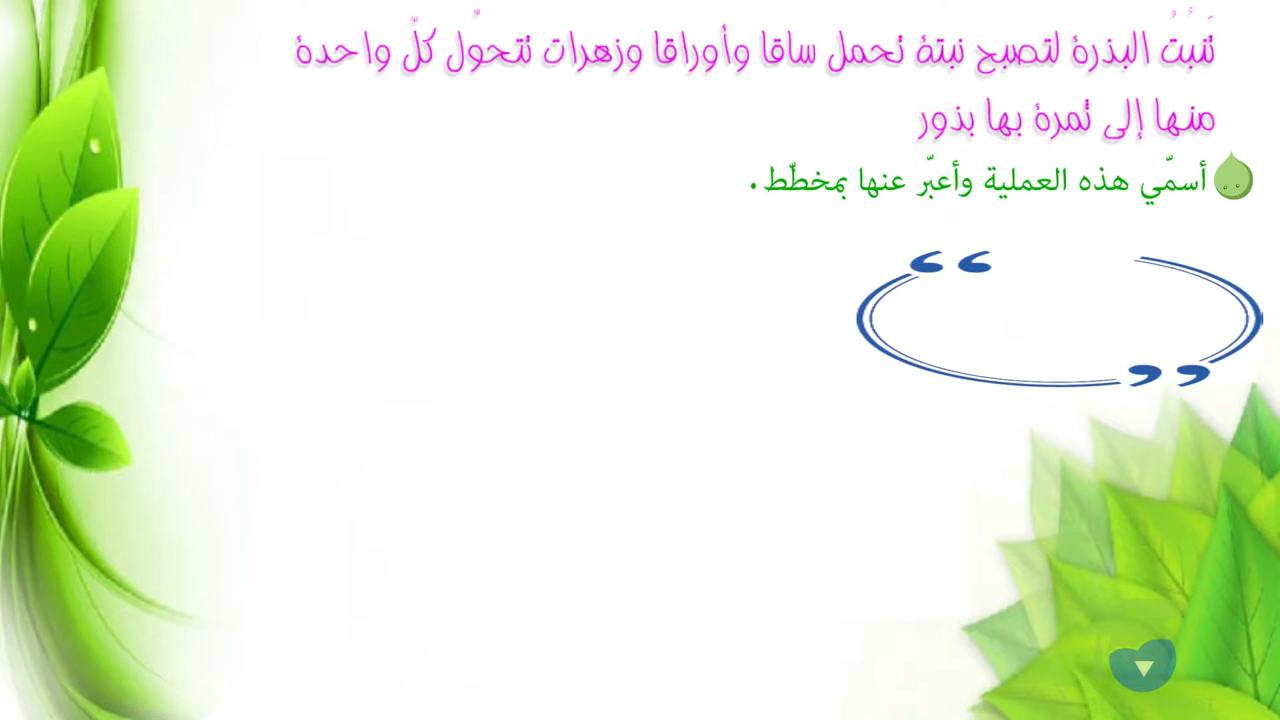 تَنبُتُ البذرة لتصبح نبتة تحمل ساقا وأوراقا وزهرات تتحوّل كلّ واحدة
منها إلى ثمرة بها بذور
أسمّي هذه العملية وأعبّر عنها بمخطّط .